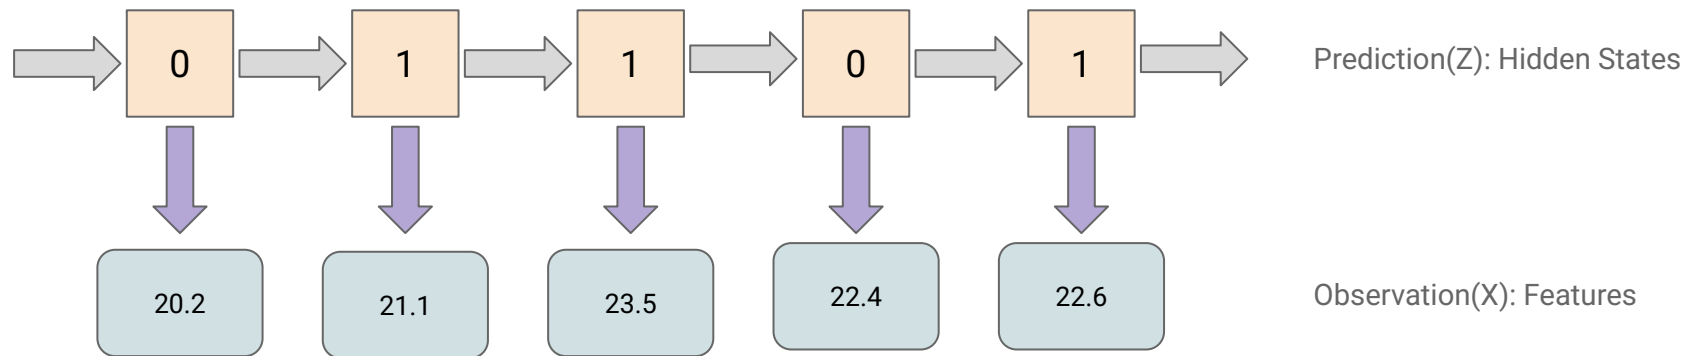 0 1 1 0 1 Prediction(Z): Hidden States
20.2 21.1 23.5 22.4 22.6 Observation(X): Features